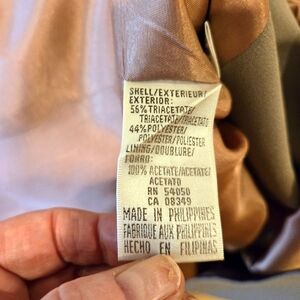 SHELL/EXTERIEUR/
EXTERIOR:
56% TRIACETATE/
TRIACETATE/TRIACETATO
44% POLYESTER/
POLYESTER/POLIESTER
LINING/DOUBLURE/
FORRO:
100% ACETATE/ACETATE/
ACETATO
RN 54050
CA 08349
MADE IN PHILIPPINES
FABRIQUE AUX PHILIPPINES
HECHO EN FILIPINAS